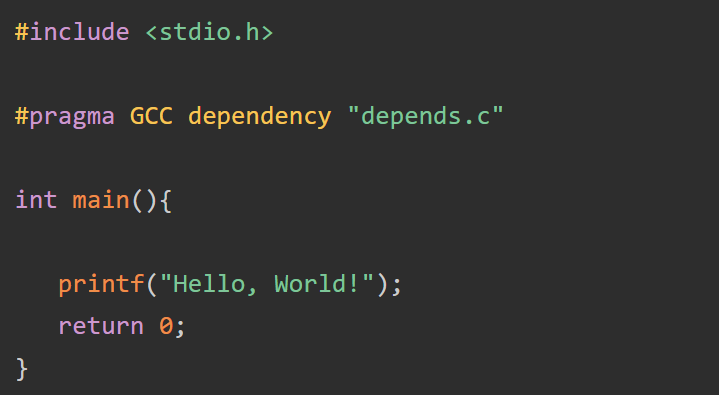 #include <stdio.h>
#pragma GCC dependency "depends.c"
int main(){
printf("Hello, World!");
return 0;
}